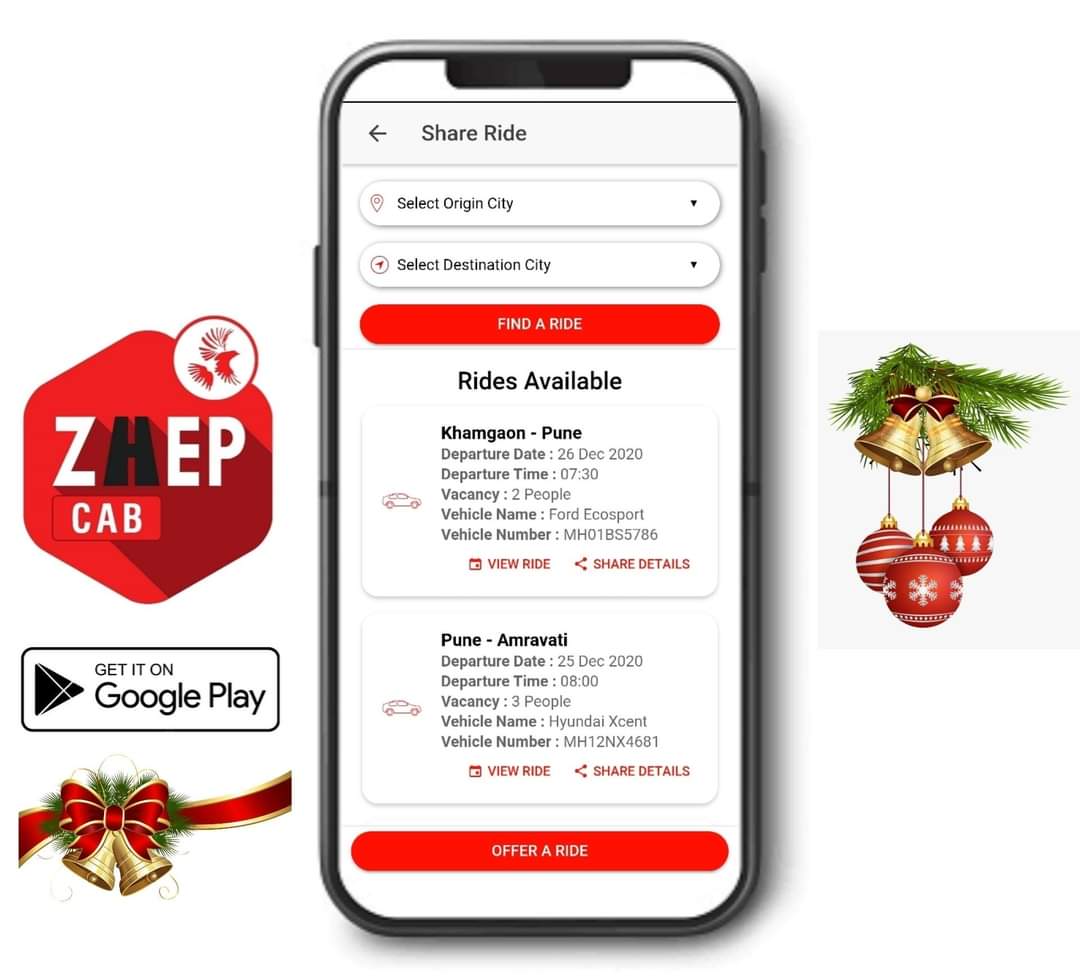 Share Ride
Select Origin City
Select Destination City
FIND A RIDE
Rides Available
Khamgaon - Pune
Departure Date : 26 Dec 2020
Departure Time : 07:30
Vacancy : 2 People
Vehicle Name : Ford Ecosport
Vehicle Number : MH01BS5786
VIEW RIDE SHARE DETAILS
Pune - Amravati
Departure Date : 25 Dec 2020
Departure Time : 08:00
Vacancy : 3 People
Vehicle Name : Hyundai Xcent
Vehicle Number : MH12NX4681
VIEW RIDE SHARE DETAILS
OFFER A RIDE
ZHEP
CAB
GET IT ON
Google Play